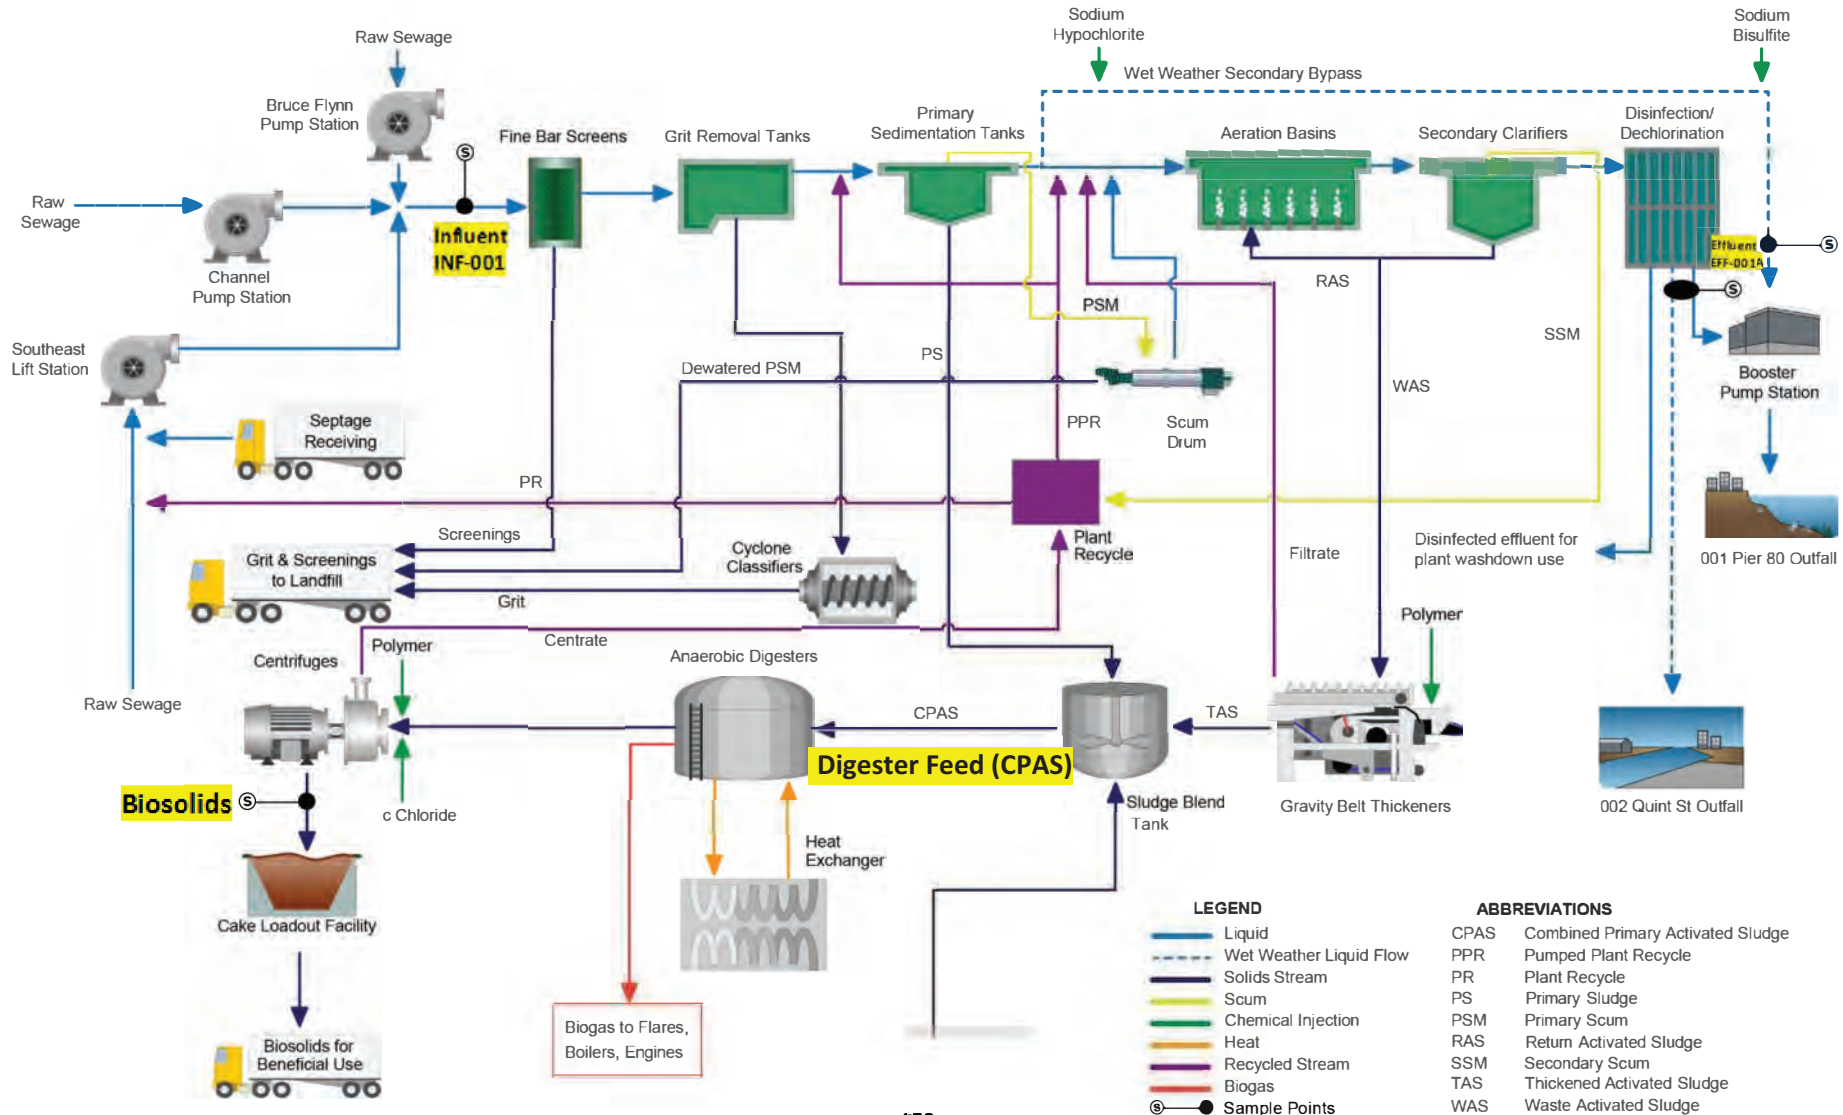 Sodium
Hypochlorite
Sodium
Bisulfite
Raw Sewage
Wet Weather Secondary Bypass
Bruce Flynn
Pump Station
Fine Bar Screens
Grit Removal Tanks
Primary
Sedimentation Tanks
Aeration Basins
Secondary Clarifiers
Disinfection/
Dechlorination
S
Raw
Sewage
Influent
INF-001
Channel
Pump Station
Effluent
EFF-001A
S
S
RAS
PSM
SSM
PS
WAS
Southeast
Lift Station
Dewatered PSM
Booster
Pump Station
Septage
Receiving
PPR
Scum
Drum
PR
Screenings
Plant
Recycle
Cyclone
Classifiers
Filtrate
Disinfected effluent for
plant washdown use
001 Pier 80 Outfall
Grit & Screenings
to Landfill
Grit
Centrate
Polymer
Polymer
Centrifuges
Anaerobic Digesters
Raw Sewage
CPAS
TAS
Digester Feed (CPAS)
Biosolids
S
c Chloride
Sludge Blend
Tank
Gravity Belt Thickeners
002 Quint St Outfall
Heat
Exchanger
Cake Loadout Facility
Biogas to Flares,
Boilers, Engines
Biosolids for
Beneficial Use
LEGEND
Liquid
Wet Weather Liquid Flow
Solids Stream
Scum
Chemical Injection
Heat
Recycled Stream
Biogas
S Sample Points
ABBREVIATIONS
CPAS Combined Primary Activated Sludge
PPR Pumped Plant Recycle
PR Plant Recycle
PS Primary Sludge
PSM Primary Scum
RAS Return Activated Sludge
SSM Secondary Scum
TAS Thickened Activated Sludge
WAS Waste Activated Sludge